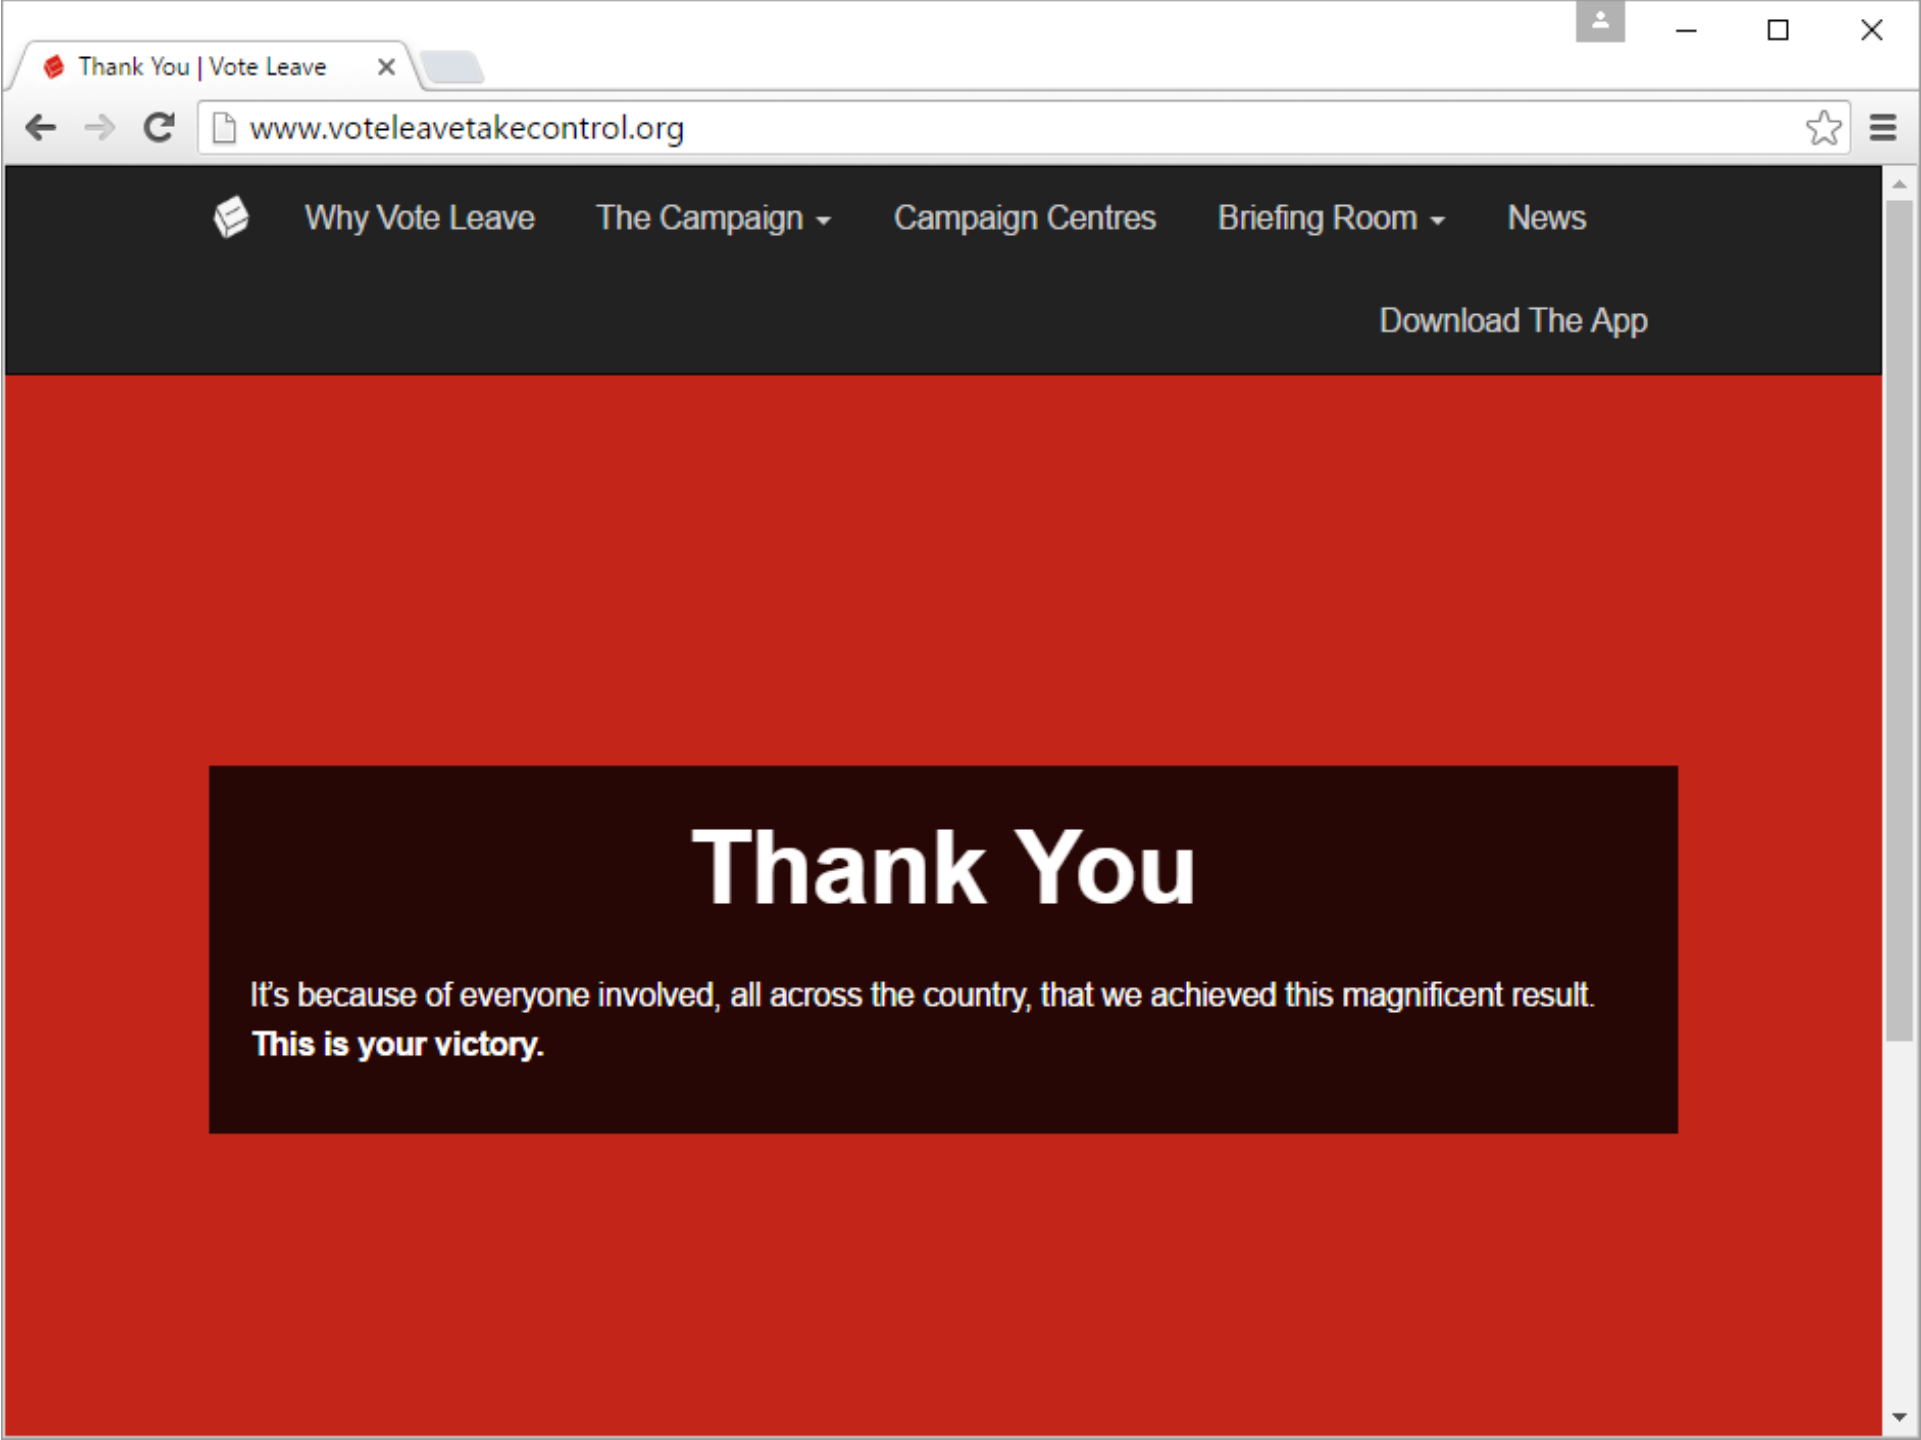 Thank You | Vote Leave
www.voteleavetakecontrol.org
Why Vote Leave The Campaign Campaign Centres Briefing Room News
Download The App
Thank You
It's because of everyone involved, all across the country, that we achieved this magnificent result.
This is your victory.